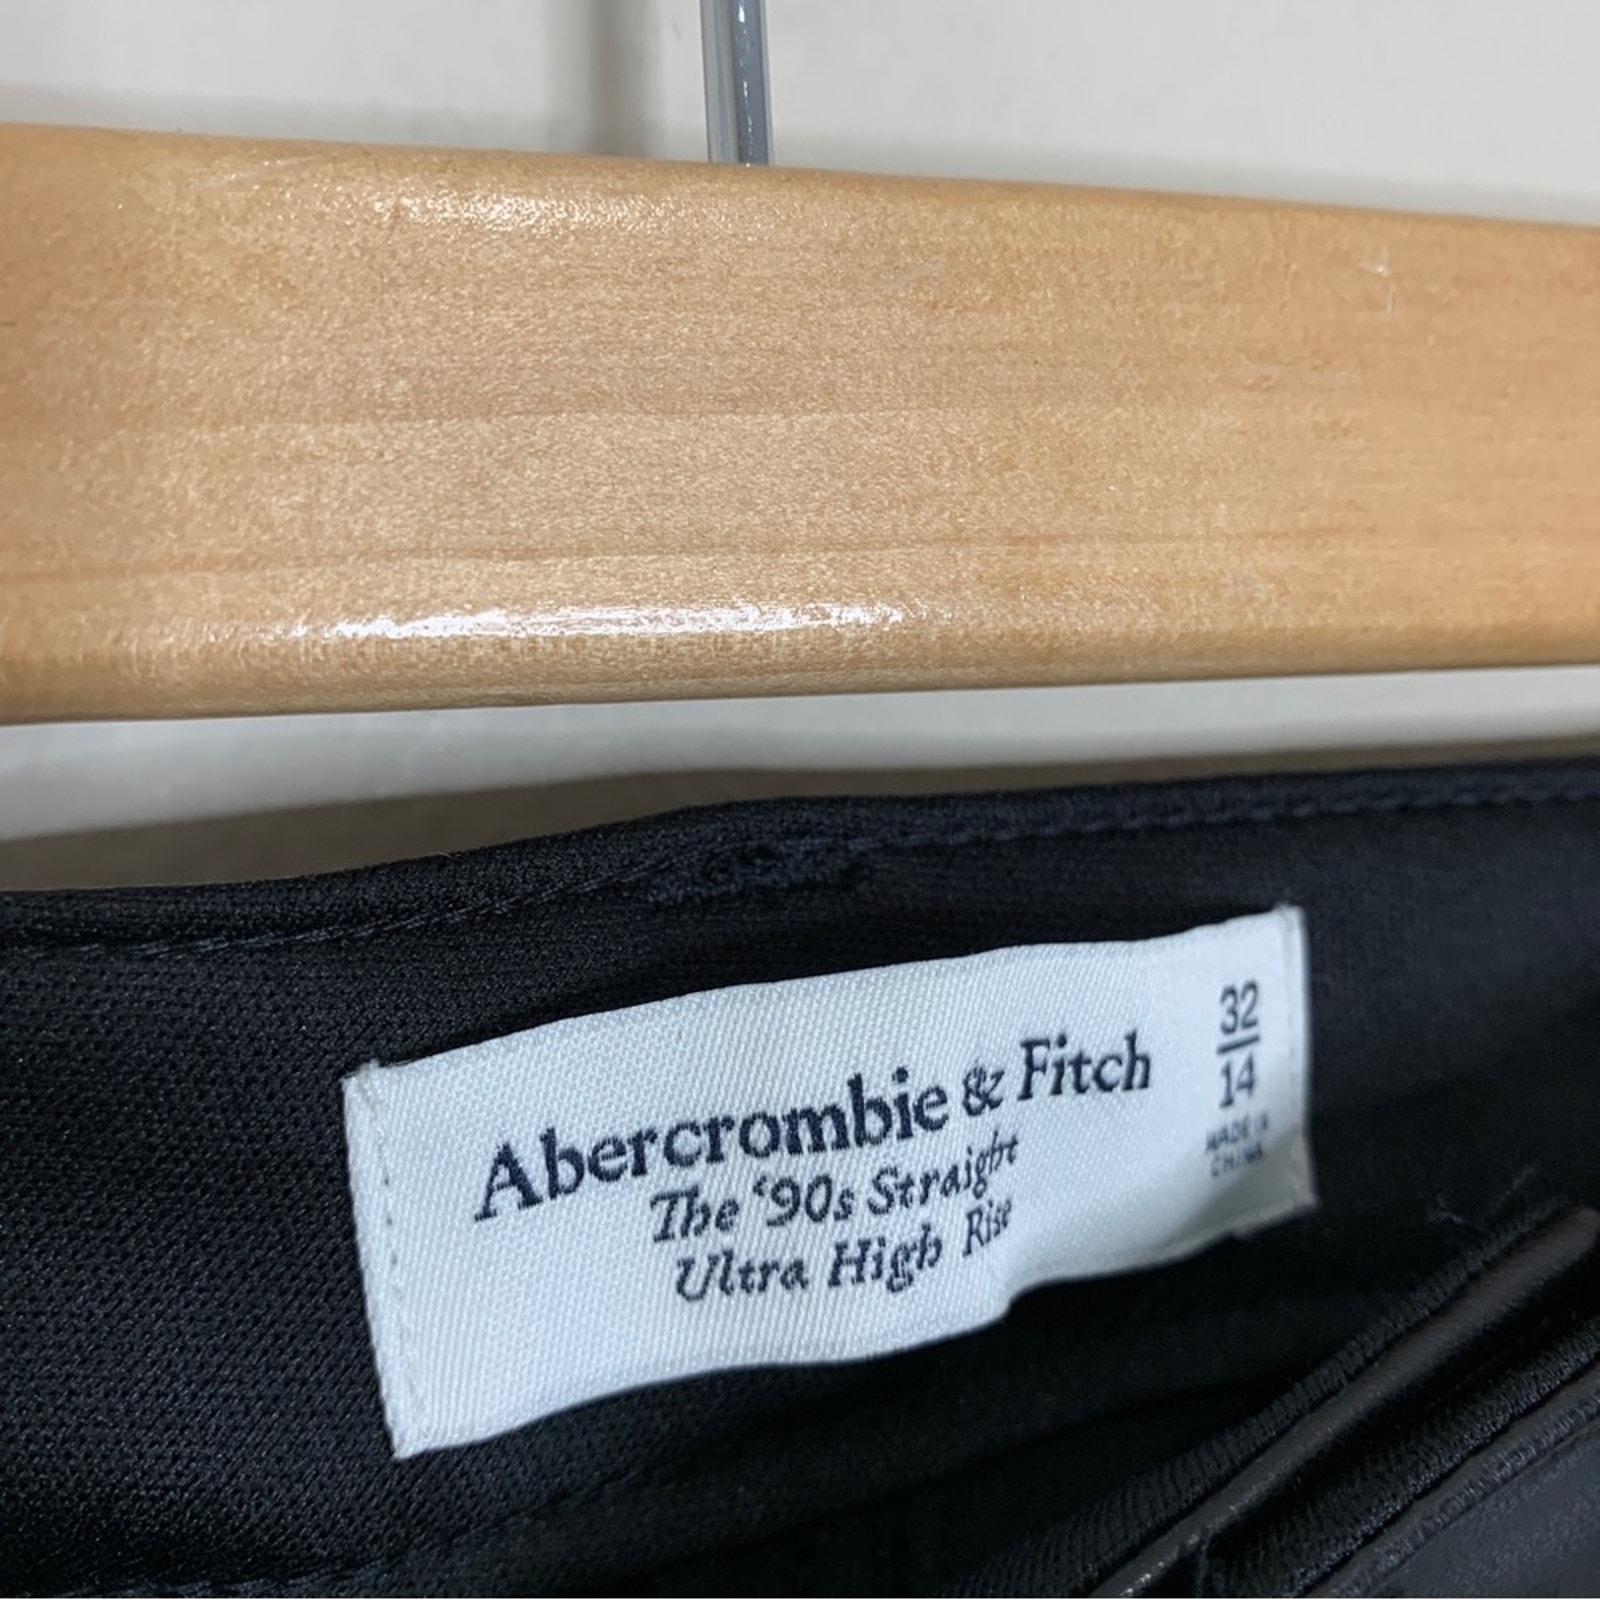 Abercrombie & Fitch
The ‘90s Straight
Ultra High Rise
32
14
MADE IN
CHINA